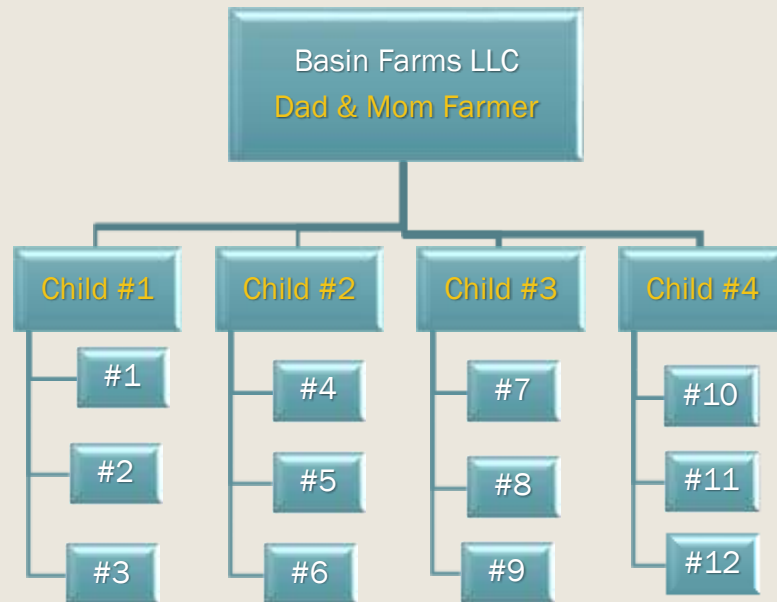 Basin Farms LLC
Dad & Mom Farmer
Child #1
Child #2
Child #3
Child #4
#1
#2
#3
#4
#5
#6
#7
#8
#9
#10
#11
#12